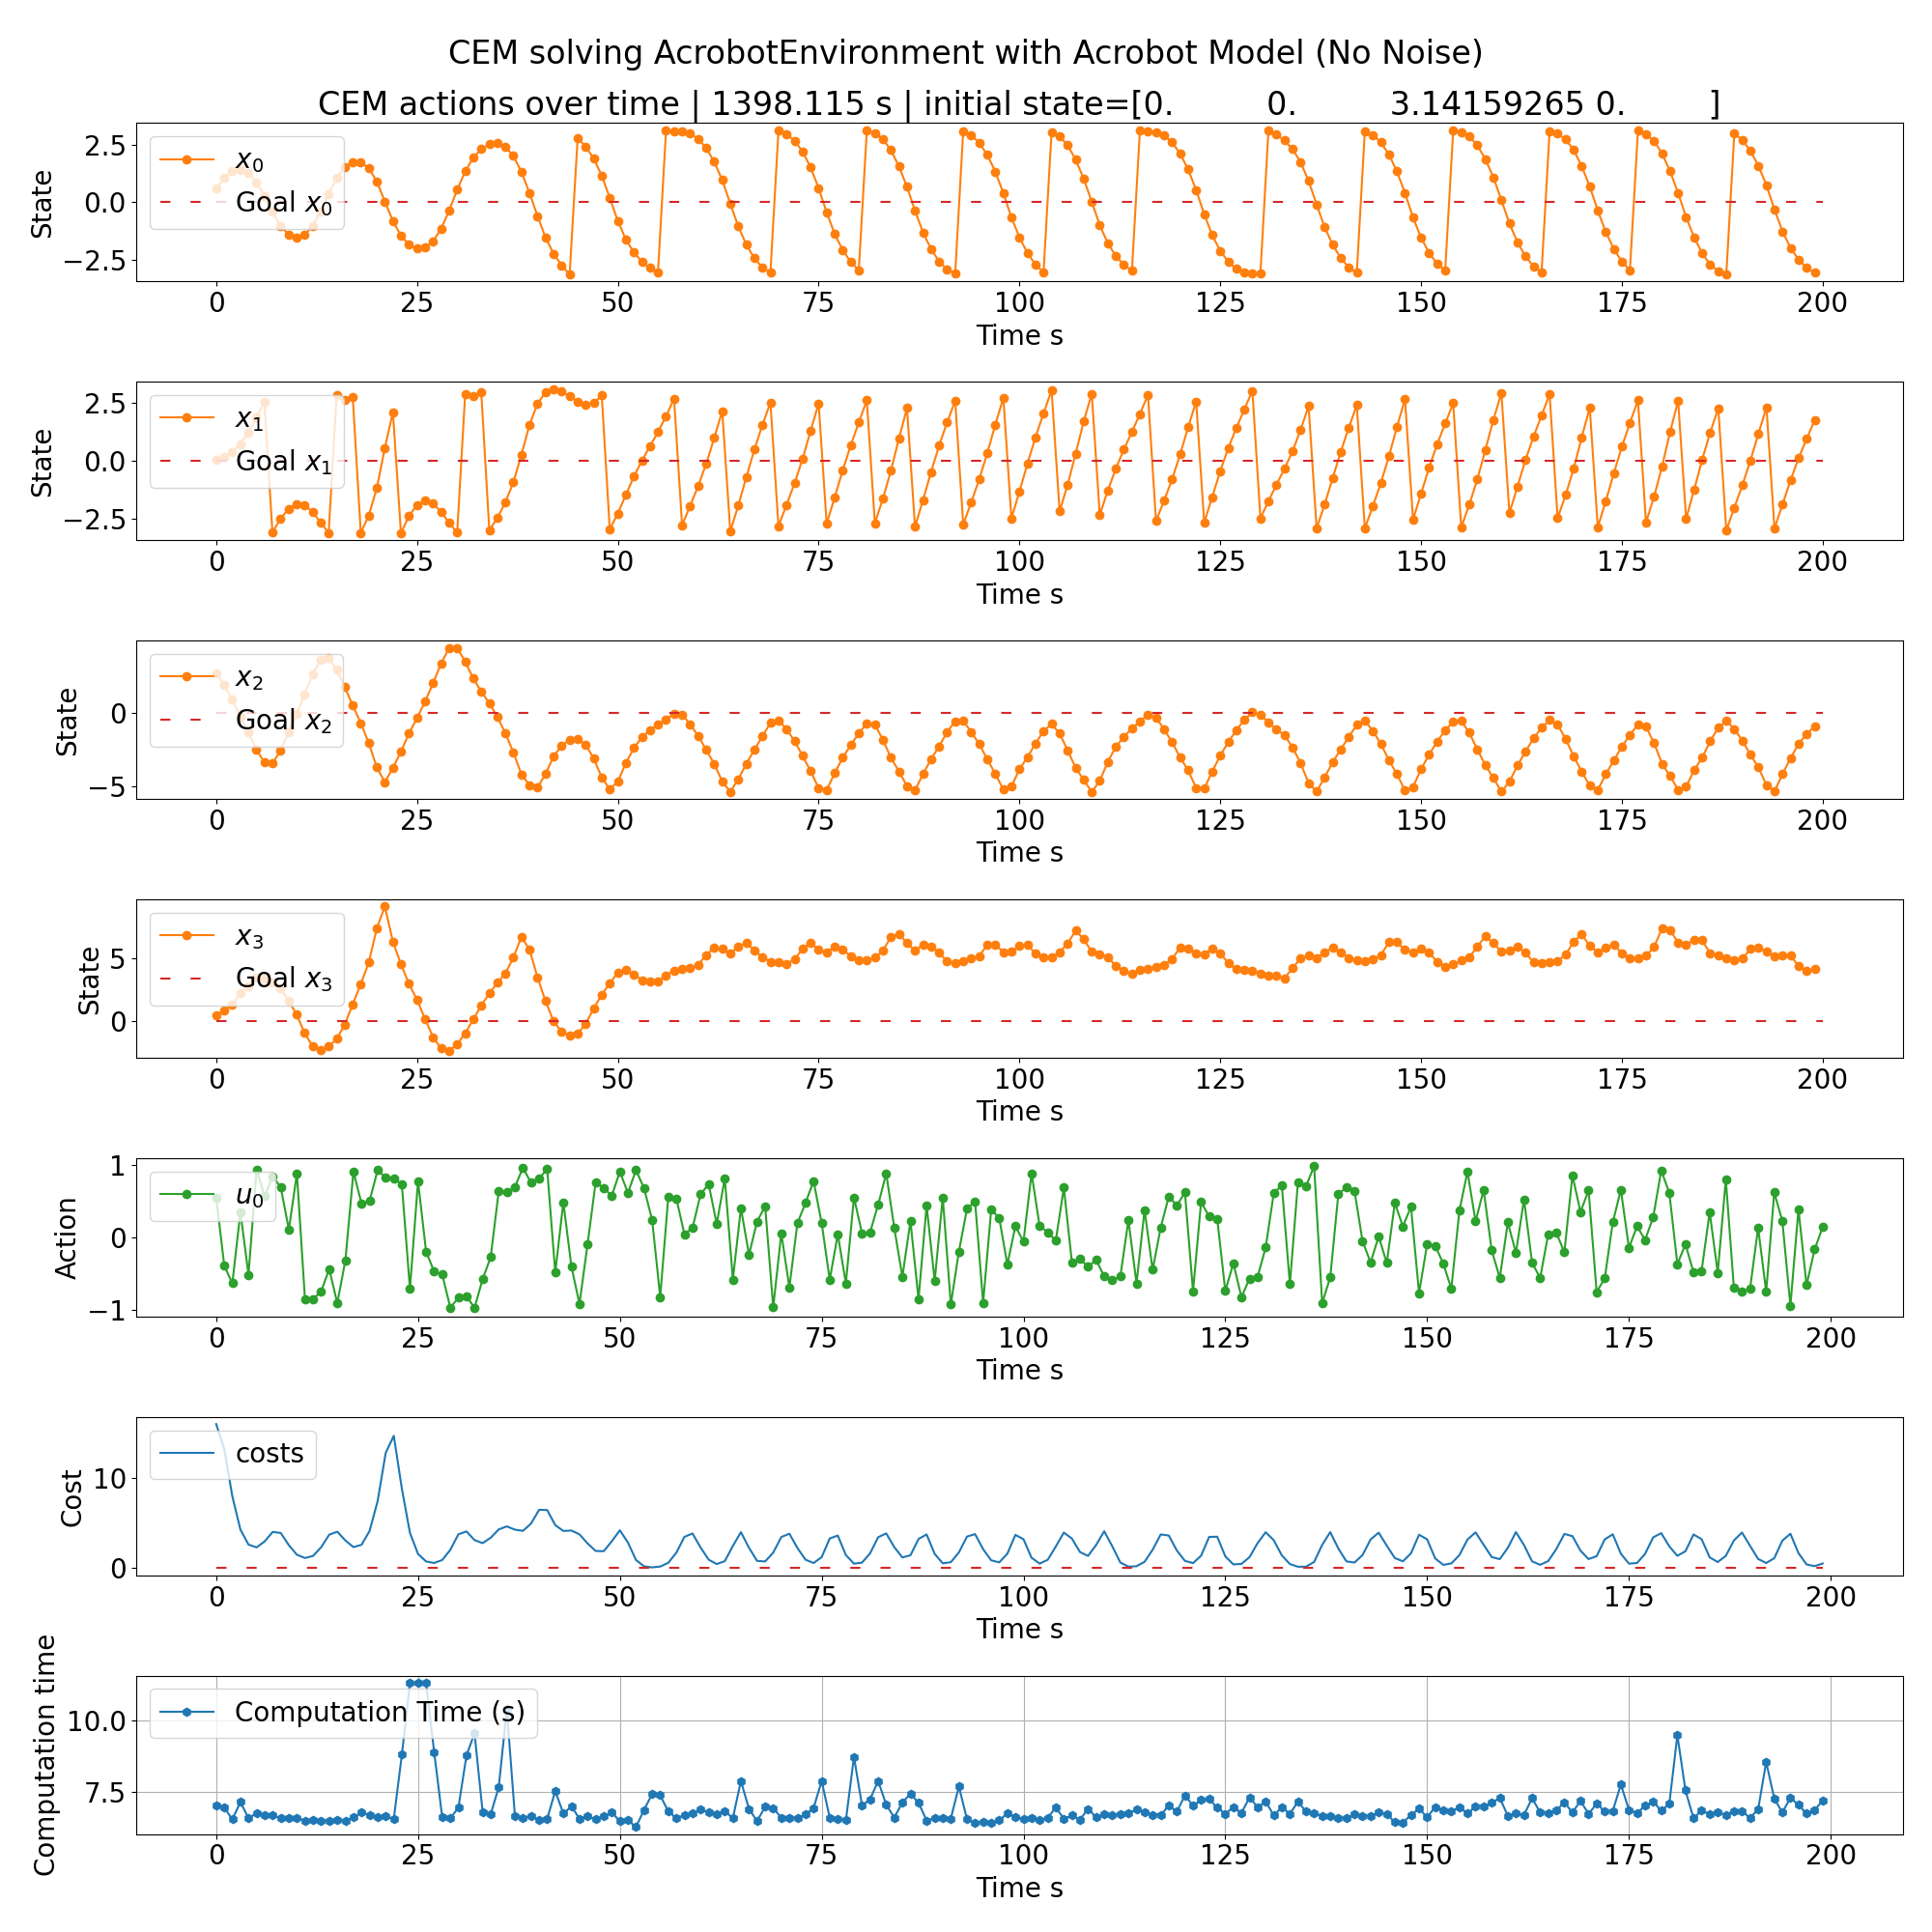 CEM solving AcrobotEnvironment with Acrobot Model (No Noise)
CEM actions over time | 1398.115 s | initial state=[0. 0. 3.14159265 0. ]
State
2.5
0.0
−2.5
x0
Goal x0
0 25 50 75 100 125 150 175 200
Time s
State
2.5
0.0
−2.5
x1
Goal x1
0 25 50 75 100 125 150 175 200
Time s
State
0
−5
x2
Goal x2
0 25 50 75 100 125 150 175 200
Time s
State
5
0
x3
Goal x3
0 25 50 75 100 125 150 175 200
Time s
Action
1
0
−1
u0
0 25 50 75 100 125 150 175 200
Time s
Cost
10
0
costs
0 25 50 75 100 125 150 175 200
Time s
Computation time
10.0
7.5
Computation Time (s)
0 25 50 75 100 125 150 175 200
Time s